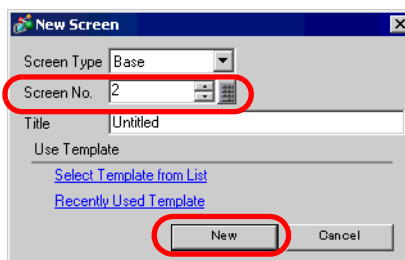 New Screen
Screen Type Base
Screen No. 2
Title Untitled
Use Template
Select Template from List
Recently Used Template
New Cancel